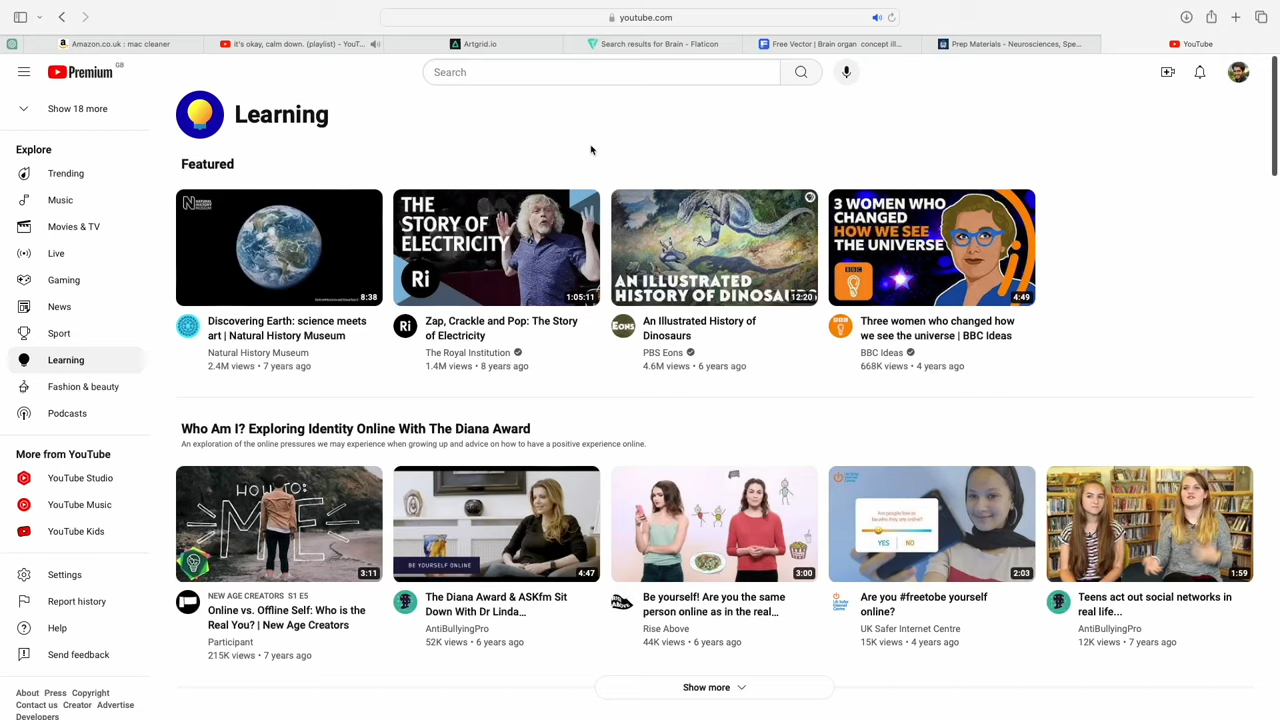 youtube.com
Amazon.co.uk : mac cleaner
it's okay, calm down. (playlist) - YouT...
Artgrid.io
Search results for Brain - Flaticon
Free Vector | Brain organ concept ill...
Prep Materials - Neurosciences, Spe...
YouTube
Premium GB
Search
Show 18 more
Explore
Trending
Music
Movies & TV
Live
Gaming
News
Sport
Learning
Fashion & beauty
Podcasts
More from YouTube
YouTube Studio
YouTube Music
YouTube Kids
Settings
Report history
Help
Send feedback
About Press Copyright
Contact us Creator Advertise
Developers
Learning
Featured
NATURAL
HISTORY
MUSEUM
8:38
Discovering Earth: science meets
art | Natural History Museum
Natural History Museum
2.4M views • 7 years ago
THE
STORY OF
ELECTRICITY
Ri
1:05:11
Ri
Zap, Crackle and Pop: The Story
of Electricity
The Royal Institution
1.4M views • 8 years ago
AN ILLUSTRATED
HISTORY OF DINOSAURS
12:20
EONS
An Illustrated History of
Dinosaurs
PBS Eons
4.6M views • 6 years ago
3 WOMEN WHO
CHANGED
HOW WE SEE
THE UNIVERSE
BBC
4:49
Three women who changed how
we see the universe | BBC Ideas
BBC Ideas
668K views • 4 years ago
Who Am I? Exploring Identity Online With The Diana Award
An exploration of the online pressures we may experience when growing up and advice on how to have a positive experience online.
HOW TO:
ME
3:11
NEW AGE CREATORS S1 E5
Online vs. Offline Self: Who is the
Real You? | New Age Creators
Participant
215K views • 7 years ago
BE YOURSELF ONLINE
4:47
The Diana Award & ASKfm Sit
Down With Dr Linda...
AntiBullyingPro
52K views • 6 years ago
3:00
Be yourself! Are you the same
person online as in the real...
Rise Above
44K views • 6 years ago
Are people free to
be who they are online?
YES NO
2:03
Are you #freetobe yourself
online?
UK Safer Internet Centre
15K views • 4 years ago
1:59
Teens act out social networks in
real life...
AntiBullyingPro
12K views • 7 years ago
Show more